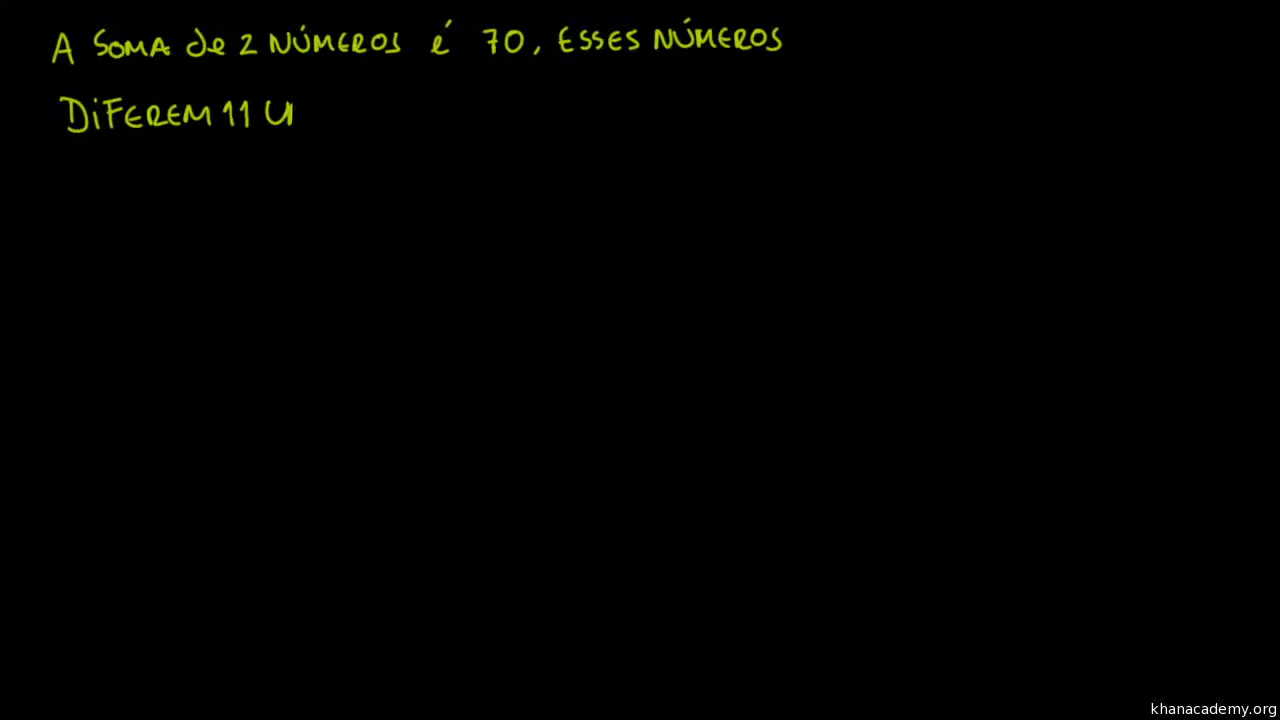 A SOMA de 2 NÚMEROS é 70, ESSES NÚMEROS
DIFEREM 11 U
khanacademy.org